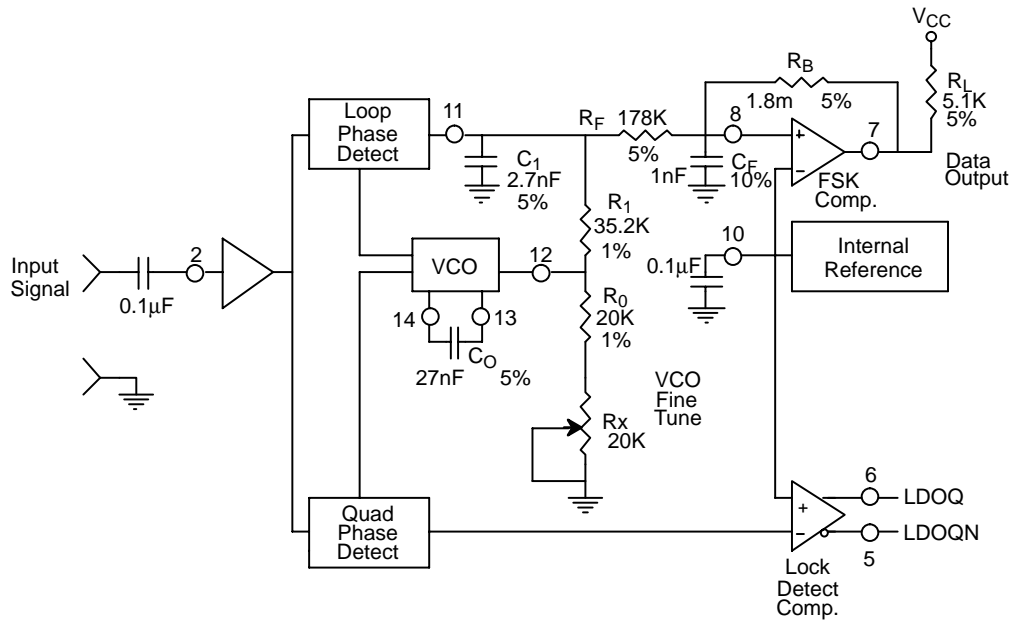 VCC
RB
1.8m 5%
RL
5.1K
5%
Loop
Phase
Detect
11
RF
178K
5%
8
7
+
−
FSK
Comp.
Data
Output
C1
2.7nF
5%
1nF
CF
10%
R1
35.2K
1%
Input
Signal
0.1μF
2
VCO
12
14
13
CO
27nF
5%
R0
20K
1%
10
0.1μF
Internal
Reference
VCO
Fine
Tune
Rx
20K
Quad
Phase
Detect
+
−
6
LDOQ
LDOQN
5
Lock
Detect
Comp.